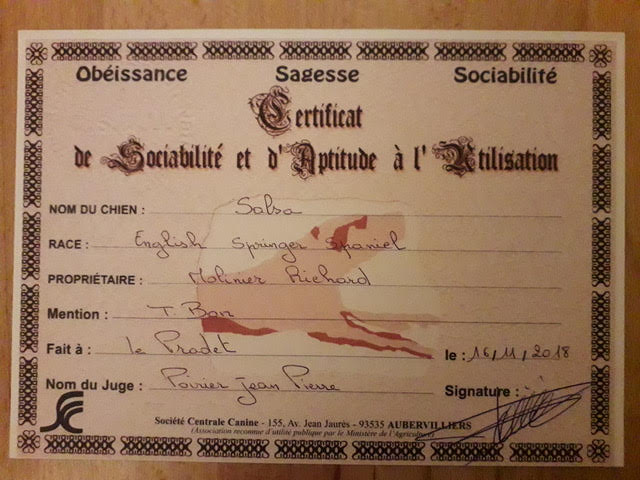 Obéissance Sagesse Sociabilité
Certificat
de Sociabilité et d'Aptitude à l'Utilisation
NOM DU CHIEN : Salsa
RACE : English Springer Spaniel
PROPRIÉTAIRE : Molinier Richard
Mention : T. Bon
Fait à : le Pradet le : 16/11/2018
Nom du Juge : Poirier Jean Pierre Signature :
Société Centrale Canine - 155, Av. Jean Jaurès - 93535 AUBERVILLIERS
(Association reconnue d'utilité publique par le Ministère de l'Agriculture)